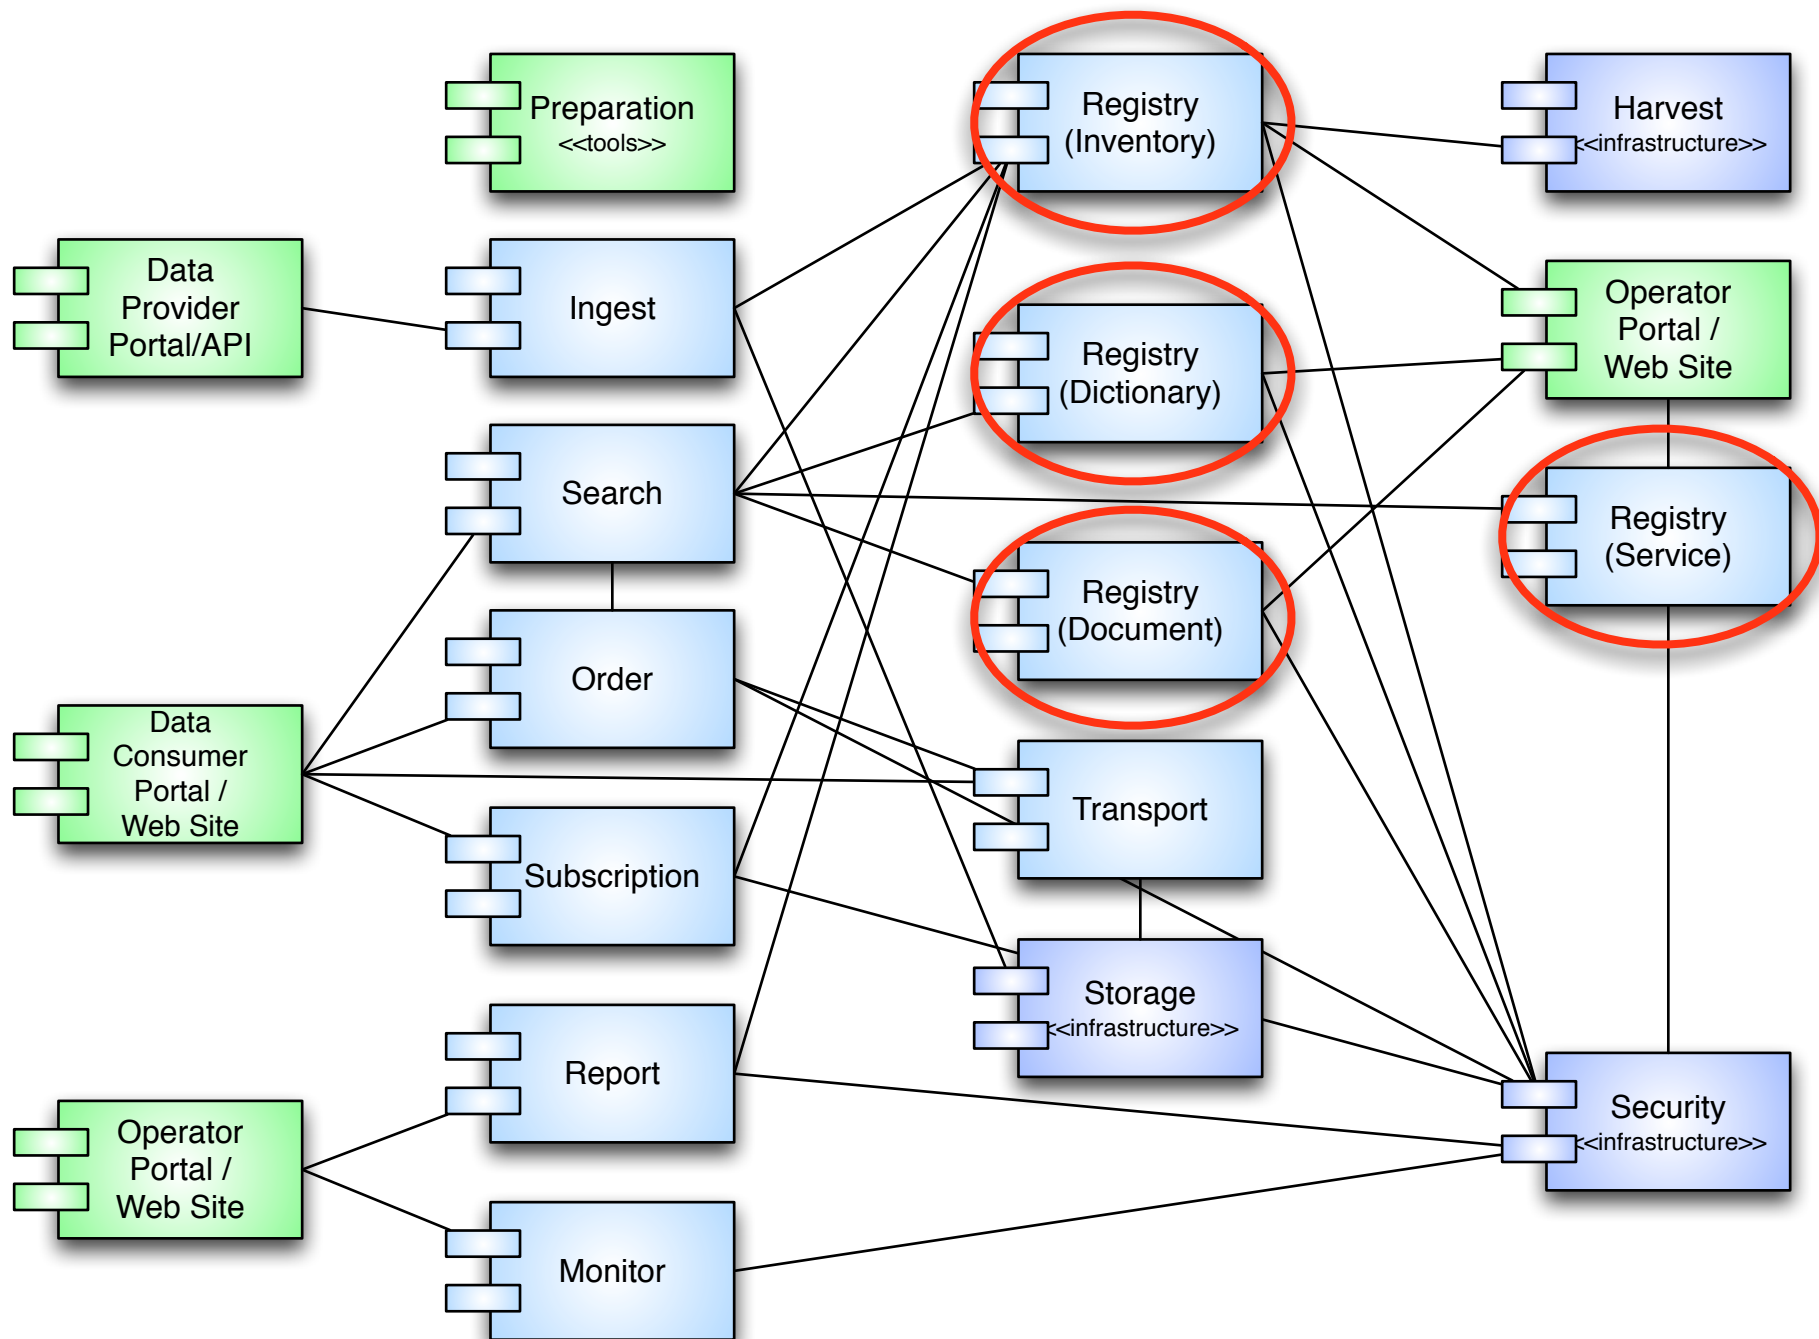 Preparation
<<tools>>
Registry
(Inventory)
Harvest
<<infrastructure>>
Data
Provider
Portal/API
Ingest
Registry
(Dictionary)
Operator
Portal /
Web Site
Search
Registry
(Service)
Registry
(Document)
Order
Data
Consumer
Portal /
Web Site
Transport
Subscription
Storage
<<infrastructure>>
Report
Security
<<infrastructure>>
Operator
Portal /
Web Site
Monitor